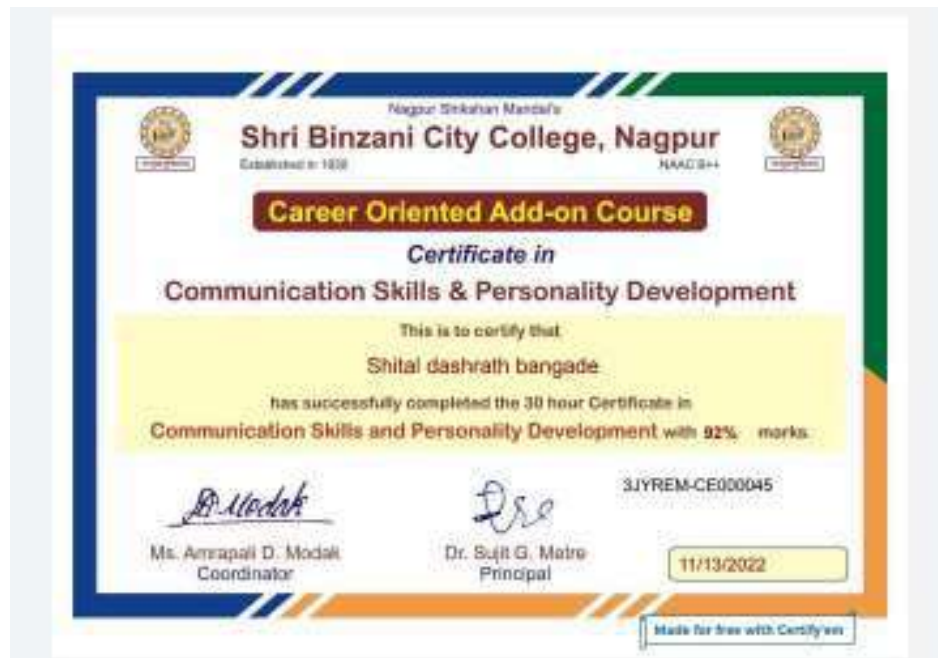 Nagpur Shikshan Mandal's
Shri Binzani City College, Nagpur
Established in 1930
NAAC B++
Career Oriented Add-on Course
Certificate in
Communication Skills & Personality Development
This is to certify that
Shital dashrath bangade
has successfully completed the 30 hour Certificate in
Communication Skills and Personality Development with 92% marks.
3JYREM-CE000045
Ms. Amrapali D. Modak
Coordinator
Dr. Sujit G. Metre
Principal
11/13/2022
Made for free with Certify'em